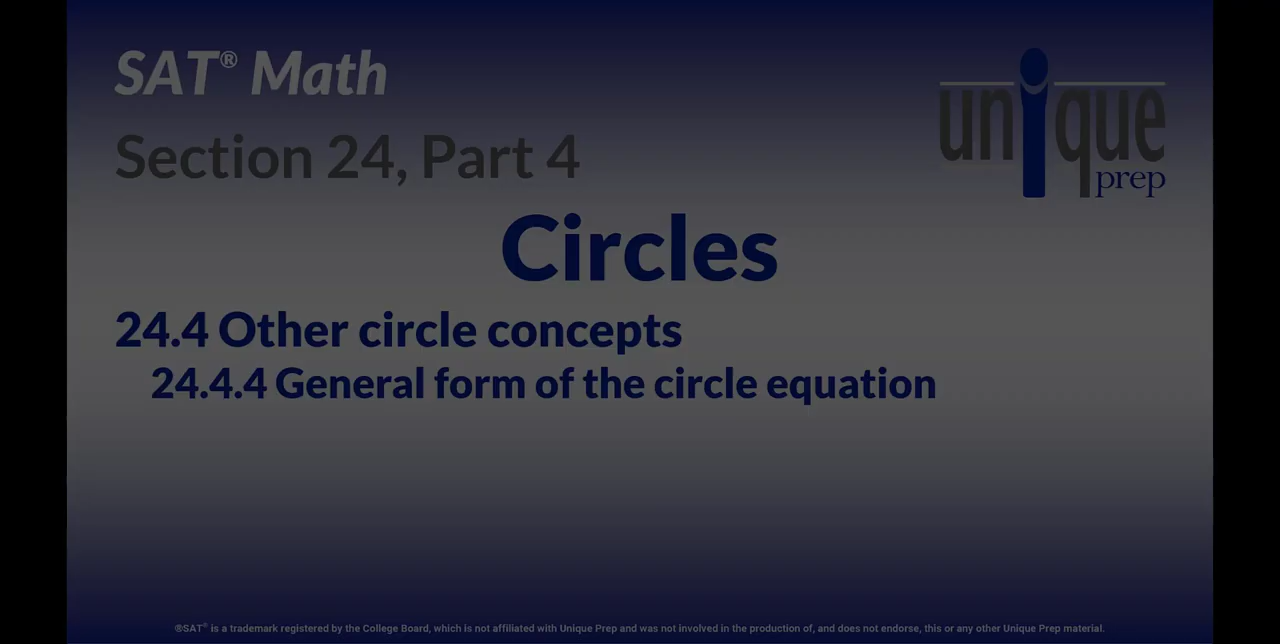 SAT® Math
Section 24, Part 4
unique
prep
Circles
24.4 Other circle concepts
24.4.4 General form of the circle equation
®SAT® is a trademark registered by the College Board, which is not affiliated with Unique Prep and was not involved in the production of, and does not endorse, this or any other Unique Prep material.